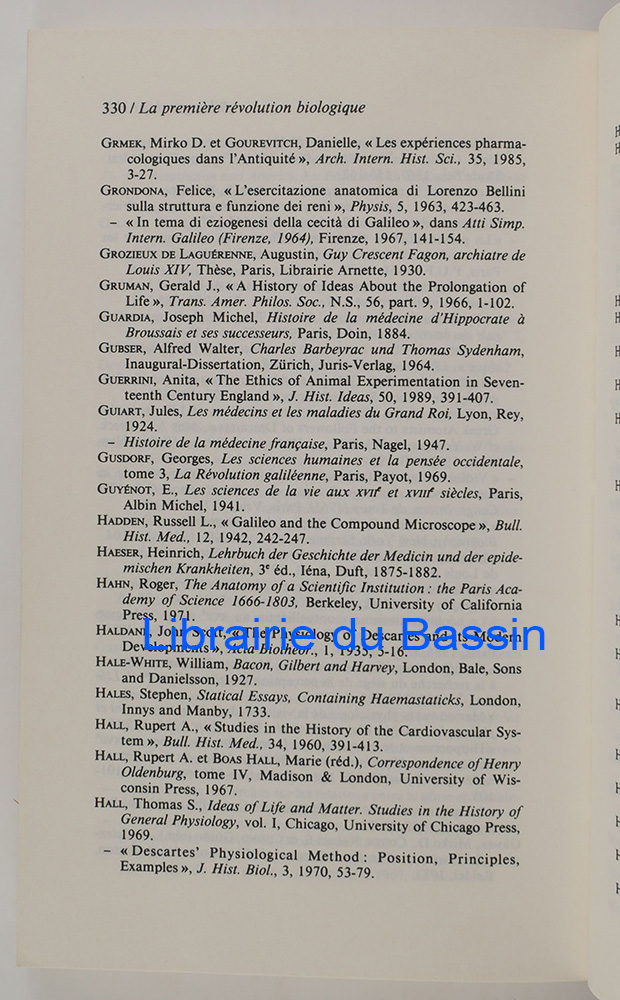 330 / La première révolution biologique
GRMEK, Mirko D. et GOUREVITCH, Danielle, « Les expériences pharma-
cologiques dans l'Antiquité », Arch. Intern. Hist. Sci., 35, 1985,
3-27.
GRONDONA, Felice, « L'esercitazione anatomica di Lorenzo Bellini
sulla struttura e funzione dei reni », Physis, 5, 1963, 423-463.
– « In tema di eziogenesi della cecità di Galileo », dans Atti Simp.
Intern. Galileo (Firenze, 1964), Firenze, 1967, 141-154.
GROZIEUX DE LAGUÉRENNE, Augustin, Guy Crescent Fagon, archiatre de
Louis XIV, Thèse, Paris, Librairie Arnette, 1930.
GRUMAN, Gerald J., « A History of Ideas About the Prolongation of
Life », Trans. Amer. Philos. Soc., N.S., 56, part. 9, 1966, 1-102.
GUARDIA, Joseph Michel, Histoire de la médecine d'Hippocrate à
Broussais et ses successeurs, Paris, Doin, 1884.
GUBSER, Alfred Walter, Charles Barbeyrac und Thomas Sydenham,
Inaugural-Dissertation, Zürich, Juris-Verlag, 1964.
GUERRINI, Anita, « The Ethics of Animal Experimentation in Seven-
teenth Century England », J. Hist. Ideas, 50, 1989, 391-407.
GUIART, Jules, Les médecins et les maladies du Grand Roi, Lyon, Rey,
1924.
– Histoire de la médecine française, Paris, Nagel, 1947.
GUSDORF, Georges, Les sciences humaines et la pensée occidentale,
tome 3, La Révolution galiléenne, Paris, Payot, 1969.
GUYÉNOT, E., Les sciences de la vie aux XVIIe et XVIIIe siècles, Paris,
Albin Michel, 1941.
HADDEN, Russell L., « Galileo and the Compound Microscope », Bull.
Hist. Med., 12, 1942, 242-247.
HAESER, Heinrich, Lehrbuch der Geschichte der Medicin und der epide-
mischen Krankheiten, 3e éd., Iéna, Duft, 1875-1882.
HAHN, Roger, The Anatomy of a Scientific Institution : the Paris Aca-
demy of Science 1666-1803, Berkeley, University of California
Press, 1971.
HALDANE, John Scott, « The Physiology of Descartes and its Modern
Developments », Acta Biotheor., 1, 1935, 5-16.
Librairie du Bassin
HALE-WHITE, William, Bacon, Gilbert and Harvey, London, Bale, Sons
and Danielsson, 1927.
HALES, Stephen, Statical Essays, Containing Haemastaticks, London,
Innys and Manby, 1733.
HALL, Rupert A., « Studies in the History of the Cardiovascular Sys-
tem », Bull. Hist. Med., 34, 1960, 391-413.
HALL, Rupert A. et BOAS HALL, Marie (réd.), Correspondence of Henry
Oldenburg, tome IV, Madison & London, University of Wis-
consin Press, 1967.
HALL, Thomas S., Ideas of Life and Matter. Studies in the History of
General Physiology, vol. I, Chicago, University of Chicago Press,
1969.
– « Descartes' Physiological Method : Position, Principles,
Examples », J. Hist. Biol., 3, 1970, 53-79.